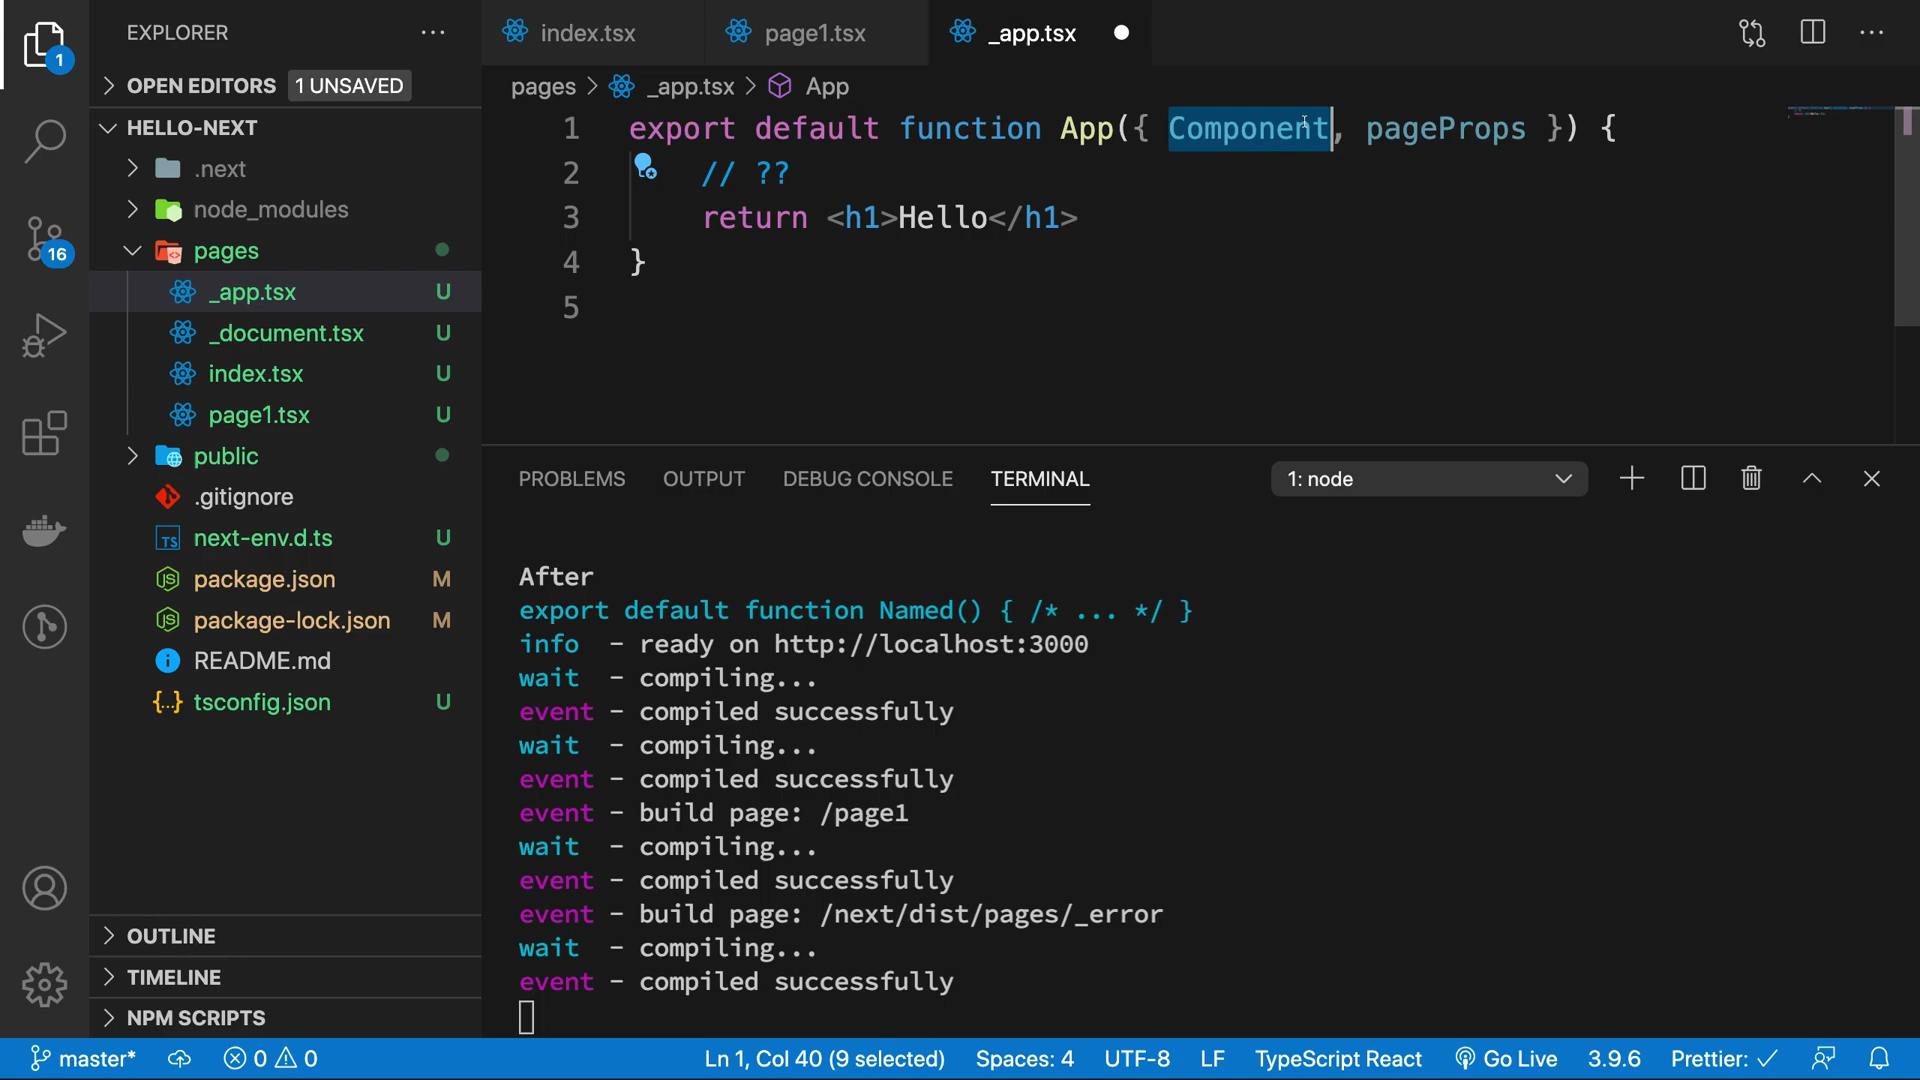 EXPLORER
1
OPEN EDITORS 1 UNSAVED
HELLO-NEXT
.next
node_modules
16
pages
_app.tsx U
_document.tsx U
index.tsx U
page1.tsx U
public
.gitignore
next-env.d.ts U
package.json M
package-lock.json M
README.md
tsconfig.json U
OUTLINE
TIMELINE
NPM SCRIPTS
index.tsx page1.tsx _app.tsx
pages > _app.tsx > App
1 export default function App({ Component, pageProps }) {
2 // ??
3 return <h1>Hello</h1>
4 }
5
PROBLEMS OUTPUT DEBUG CONSOLE TERMINAL 1: node
After
export default function Named() { /* ... */ }
info - ready on http://localhost:3000
wait - compiling...
event - compiled successfully
wait - compiling...
event - compiled successfully
event - build page: /page1
wait - compiling...
event - compiled successfully
event - build page: /next/dist/pages/_error
wait - compiling...
event - compiled successfully
master* 0 0 Ln 1, Col 40 (9 selected) Spaces: 4 UTF-8 LF TypeScript React Go Live 3.9.6 Prettier: ✓